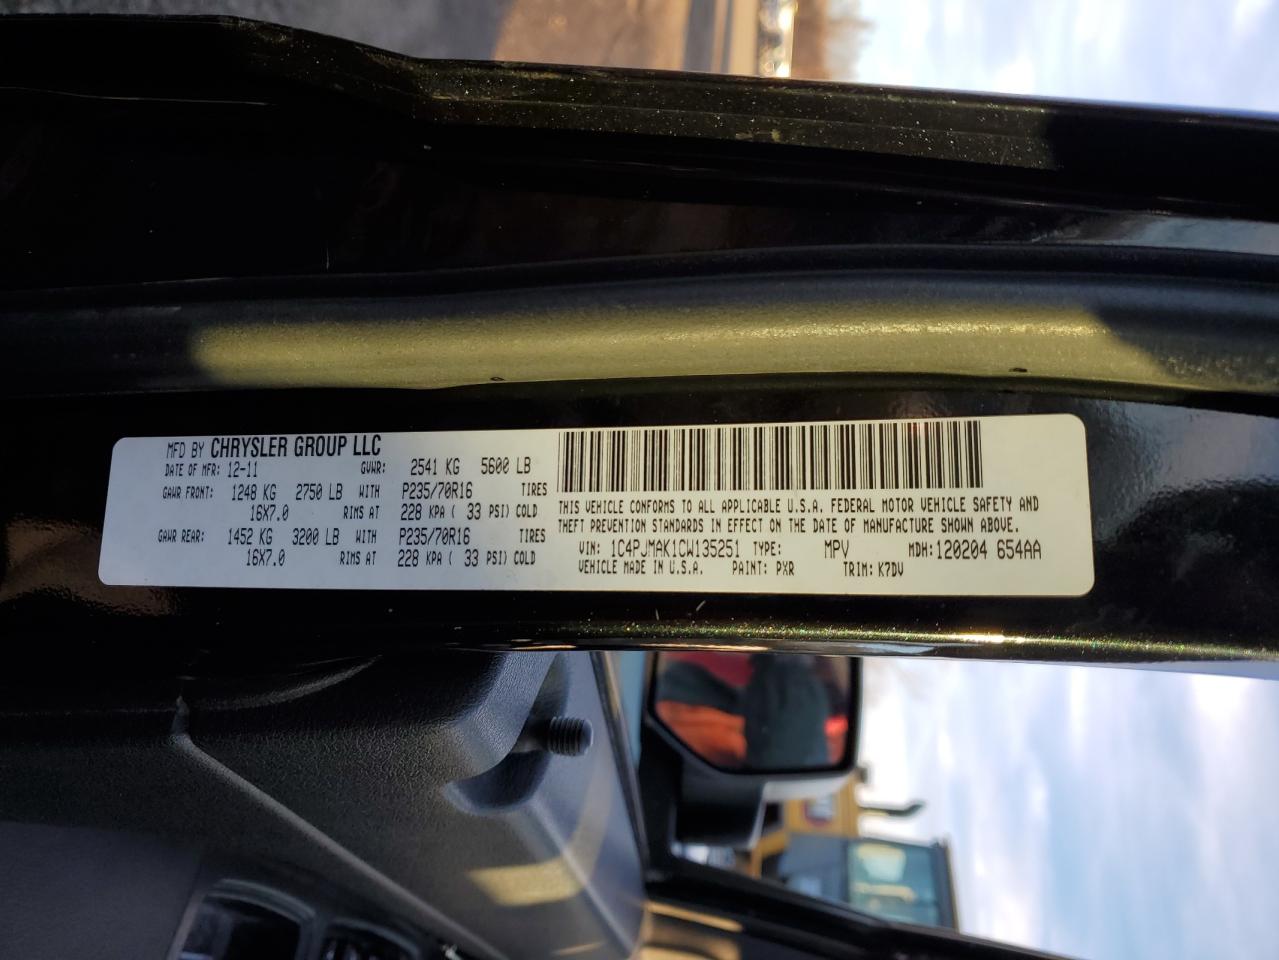 MFD BY CHRYSLER GROUP LLC
DATE OF MFR: 12-11 GVWR: 2541 KG 5600 LB
GAWR FRONT: 1248 KG 2750 LB WITH P235/70R16 TIRES
16X7.0 RIMS AT 228 KPA ( 33 PSI) COLD
GAWR REAR: 1452 KG 3200 LB WITH P235/70R16 TIRES
16X7.0 RIMS AT 228 KPA ( 33 PSI) COLD
THIS VEHICLE CONFORMS TO ALL APPLICABLE U.S.A. FEDERAL MOTOR VEHICLE SAFETY AND
THEFT PREVENTION STANDARDS IN EFFECT ON THE DATE OF MANUFACTURE SHOWN ABOVE.
VIN: 1C4PJMAK1CW135251 TYPE: MPV MDH: 120204 654AA
VEHICLE MADE IN U.S.A. PAINT: PXR TRIM: K7DV